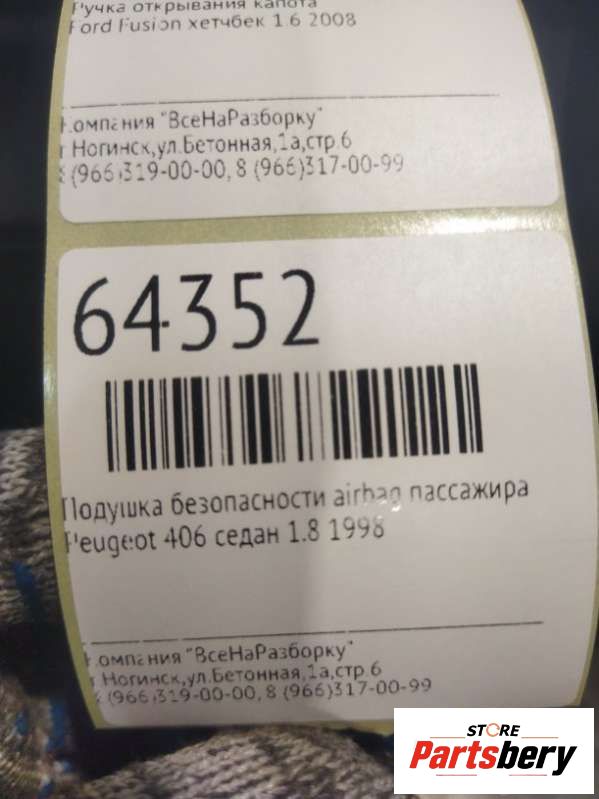 Ручка открывания капота
Ford Fusion хетчбек 1.6 2008
Компания "ВсеНаРазборку"
г Ногинск,ул.Бетонная,1а,стр.6
8 (966)319-00-00, 8 (966)317-00-99
64352
Подушка безопасности airbag пассажира
Peugeot 406 седан 1.8 1998
Компания "ВсеНаРазборку"
г Ногинск,ул.Бетонная,1а,стр.6
8 (966)319-00-00, 8 (966)317-00-99
STORE
Partsbery